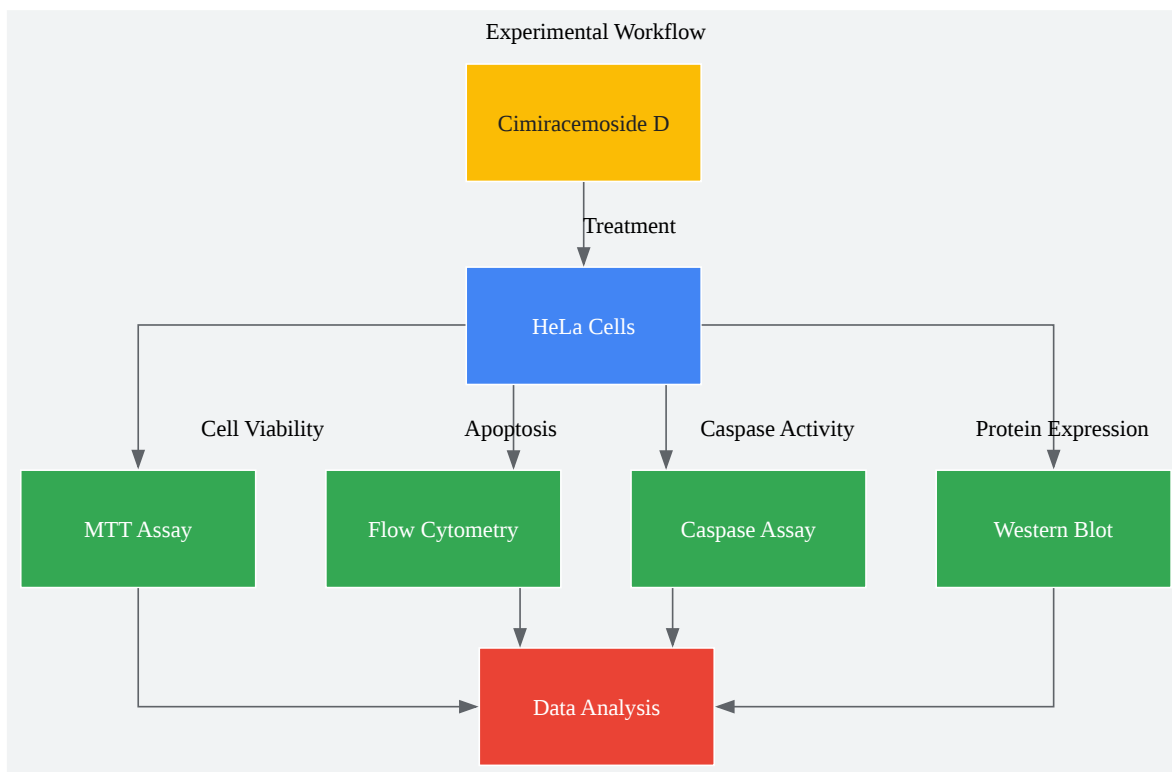 Experimental Workflow
Cimiracemoside D
Treatment
HeLa Cells
Cell Viability
Apoptosis
Caspase Activity
Protein Expression
MTT Assay
Flow Cytometry
Caspase Assay
Western Blot
Data Analysis